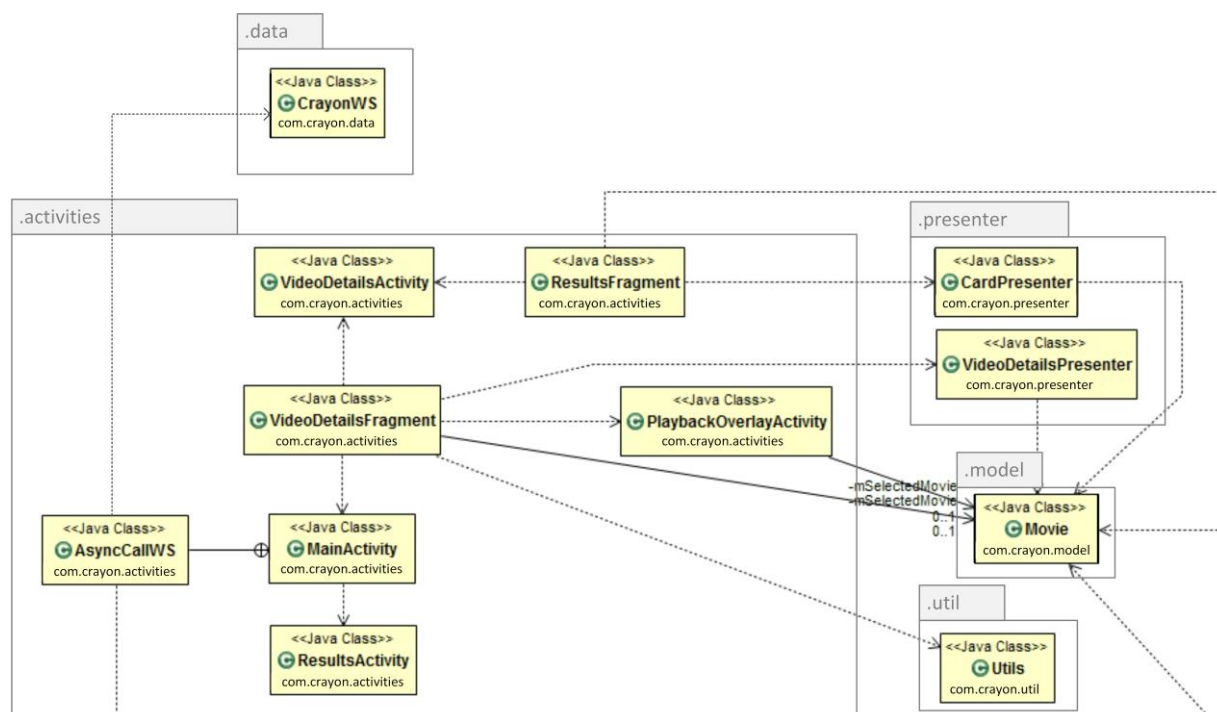 .data
<<Java Class>>
CrayonWS
com.crayon.data
.activities
<<Java Class>>
VideoDetailsActivity
com.crayon.activities
<<Java Class>>
ResultsFragment
com.crayon.activities
.presenter
<<Java Class>>
CardPresenter
com.crayon.presenter
<<Java Class>>
VideoDetailsPresenter
com.crayon.presenter
<<Java Class>>
VideoDetailsFragment
com.crayon.activities
<<Java Class>>
PlaybackOverlayActivity
com.crayon.activities
.model
-mSelectedMovie
-mSelectedMovie
0..1
0..1
<<Java Class>>
Movie
com.crayon.model
<<Java Class>>
AsyncCallWS
com.crayon.activities
<<Java Class>>
MainActivity
com.crayon.activities
.util
<<Java Class>>
Utils
com.crayon.util
<<Java Class>>
ResultsActivity
com.crayon.activities